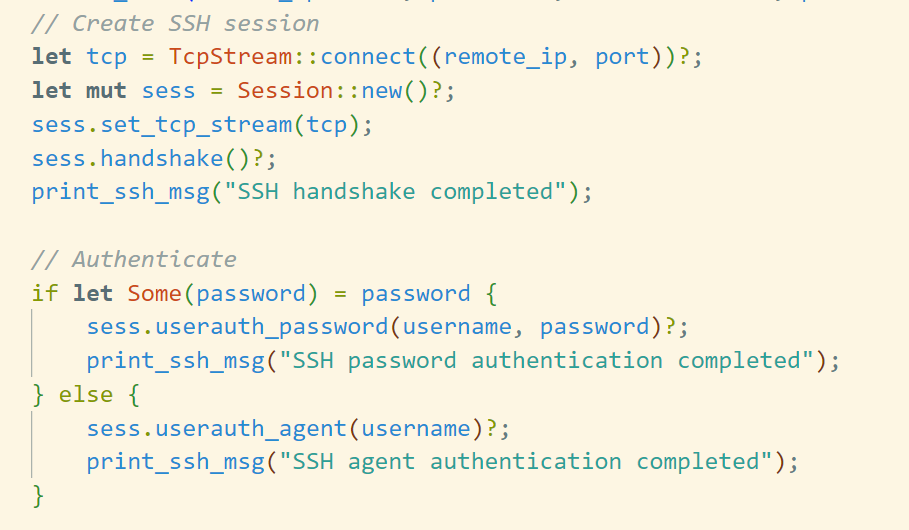 // Create SSH session
let tcp = TcpStream::connect((remote_ip, port))?;
let mut sess = Session::new()?;
sess.set_tcp_stream(tcp);
sess.handshake()?;
print_ssh_msg("SSH handshake completed");
// Authenticate
if let Some(password) = password {
    sess.userauth_password(username, password)?;
    print_ssh_msg("SSH password authentication completed");
} else {
    sess.userauth_agent(username)?;
    print_ssh_msg("SSH agent authentication completed");
}